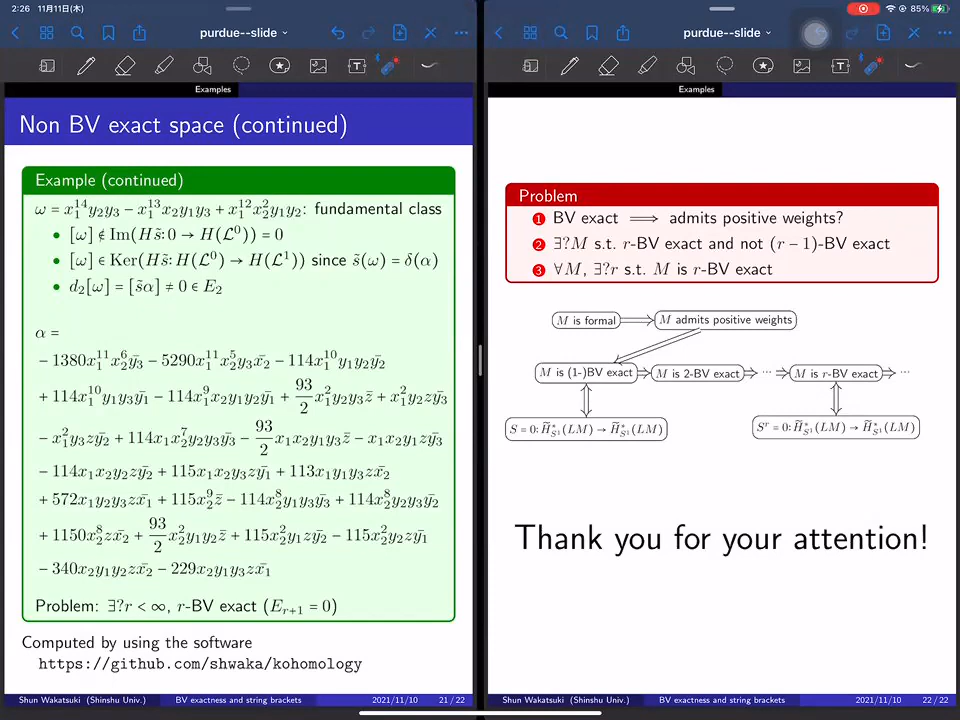 2:26 11月11日(木)
85%
purdue--slide
purdue--slide
Examples
Non BV exact space (continued)
Example (continued)
ω = x₁¹⁴y₂y₃ − x₁¹³x₂y₁y₃ + x₁¹²x₂²y₁y₂: fundamental class
• [ω] ∉ Im(Hs̃: 0 → H(𝓛⁰)) = 0
• [ω] ∈ Ker(Hs̃: H(𝓛⁰) → H(𝓛¹)) since s̃(ω) = δ(α)
• d₂[ω] = [s̃α] ≠ 0 ∈ E₂
α =
− 1380x₁¹¹x₂⁶ȳ₃ − 5290x₁¹¹x₂⁵y₃x̄₂ − 114x₁¹⁰y₁y₂ȳ₂
+ 114x₁¹⁰y₁y₃ȳ₁ − 114x₁⁹x₂y₁y₂ȳ₁ + 93/2 x₁²y₂y₃z̄ + x₁²y₂zȳ₃
− x₁²y₃zȳ₂ + 114x₁x₂⁷y₂y₃ȳ₃ − 93/2 x₁x₂y₁y₃z̄ − x₁x₂y₁zȳ₃
− 114x₁x₂y₂zȳ₂ + 115x₁x₂y₃zȳ₁ + 113x₁y₁y₃zx̄₂
+ 572x₁y₂y₃zx̄₁ + 115x₂⁹z̄ − 114x₂⁸y₁y₃ȳ₃ + 114x₂⁸y₂y₃ȳ₂
+ 1150x₂⁸zx̄₂ + 93/2 x₂²y₁y₂z̄ + 115x₂²y₁zȳ₂ − 115x₂²y₂zȳ₁
− 340x₂y₁y₂zx̄₂ − 229x₂y₁y₃zx̄₁
Problem: ∃?r < ∞, r-BV exact (Eᵣ₊₁ = 0)
Computed by using the software
https://github.com/shwaka/kohomology
Shun Wakatsuki (Shinshu Univ.) BV exactness and string brackets 2021/11/10 21 / 22
Examples
Problem
1 BV exact ⟹ admits positive weights?
2 ∃?M s.t. r-BV exact and not (r − 1)-BV exact
3 ∀M, ∃?r s.t. M is r-BV exact
M is formal ⟹ M admits positive weights
M is (1-)BV exact ⟹ M is 2-BV exact ⟹ ⋯ ⟹ M is r-BV exact ⟹ ⋯
S = 0: H̃*_S¹(LM) → H̃*_S¹(LM)
Sʳ = 0: H̃*_S¹(LM) → H̃*_S¹(LM)
Thank you for your attention!
Shun Wakatsuki (Shinshu Univ.) BV exactness and string brackets 2021/11/10 22 / 22